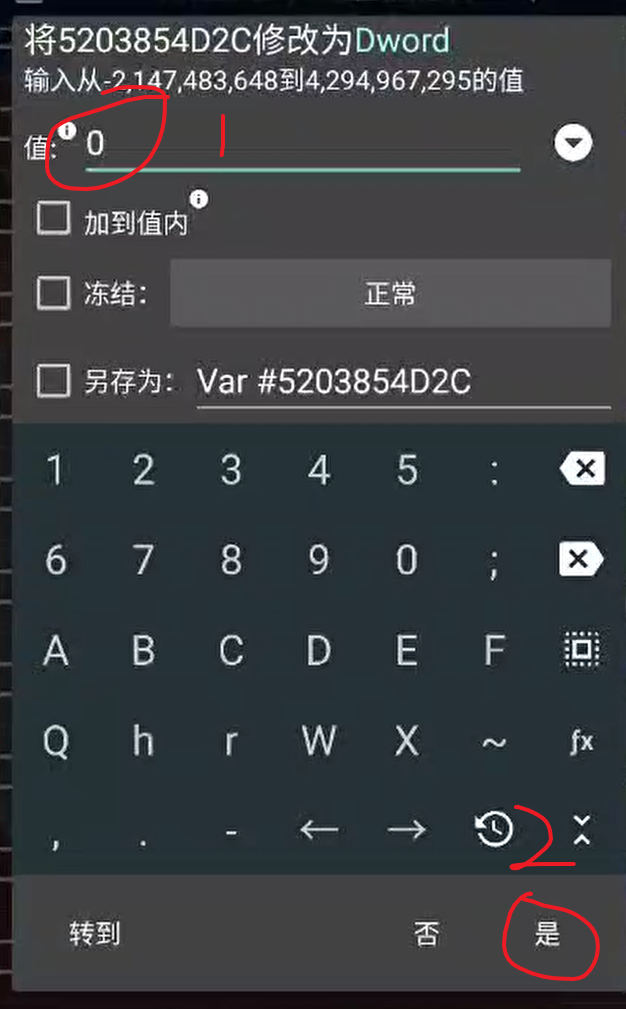 将5203854D2C修改为Dword
输入从-2,147,483,648到4,294,967,295的值
值: 0 1
加到值内
冻结: 正常
另存为: Var #5203854D2C
1 2 3 4 5 :
6 7 8 9 0 ;
A B C D E F
Q h r W X ~ ƒx
, . - ← →
2
转到 否 是